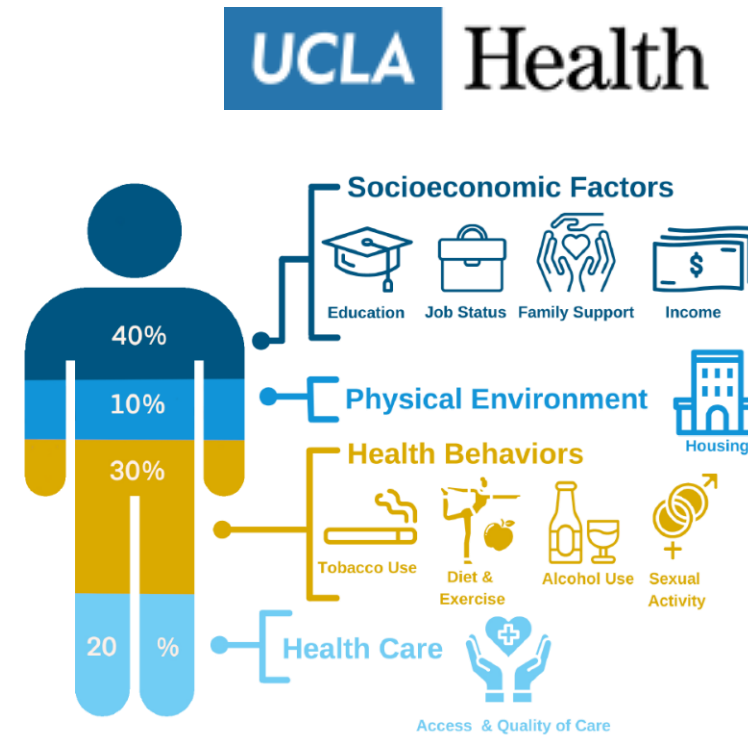 UCLA Health
Socioeconomic Factors
$
Education Job Status Family Support Income
40%
10%
Physical Environment
Housing
30%
Health Behaviors
Tobacco Use
Diet &
Exercise
Alcohol Use
Sexual
Activity
20 %
Health Care
Access & Quality of Care